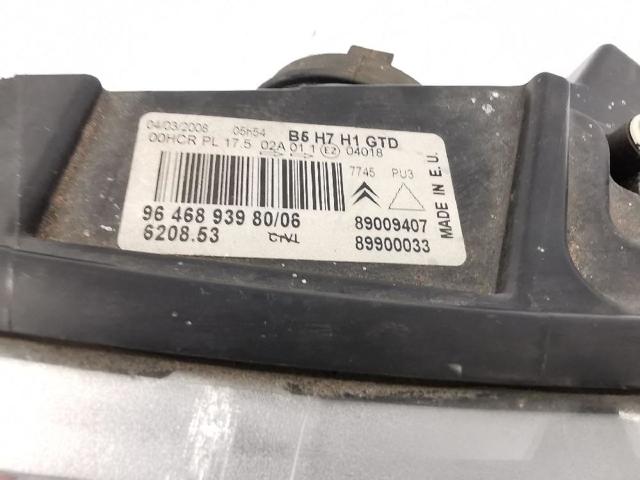 04/03/2008 05h54 B5 H7 H1 GTD
00HCR PL 17.5 02A 01 1 E2 04018
7745 PU3
96 468 939 80/06 89009407
6208.53 89900033
MADE IN E.U.